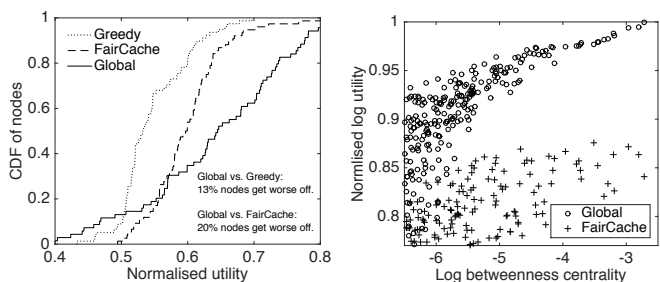 1
0.8
0.6
0.4
0.2
0
CDF of nodes
Greedy
FairCache
Global
Global vs. Greedy:
13% nodes get worse off.
Global vs. FairCache:
20% nodes get worse off.
0.4
0.5
0.6
0.7
0.8
Normalised utility
0.95
0.9
0.85
0.8
Normlised log utility
Global
FairCache
-6
-5
-4
-3
Log betweenness centrality